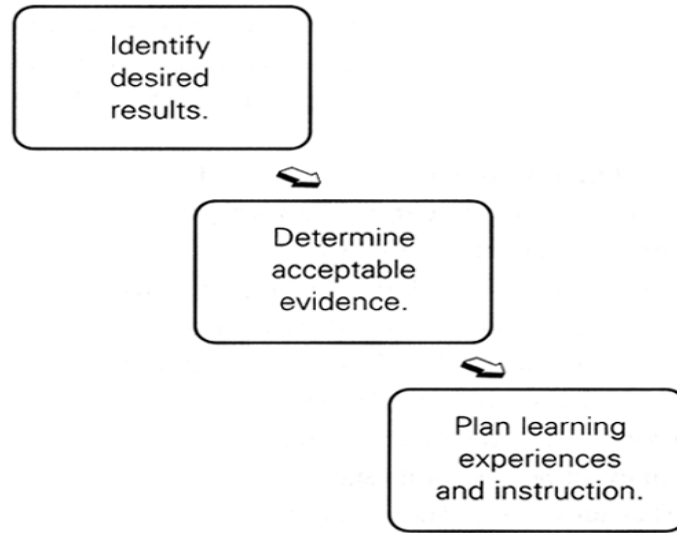 Identify
desired
results.
Determine
acceptable
evidence.
Plan learning
experiences
and instruction.